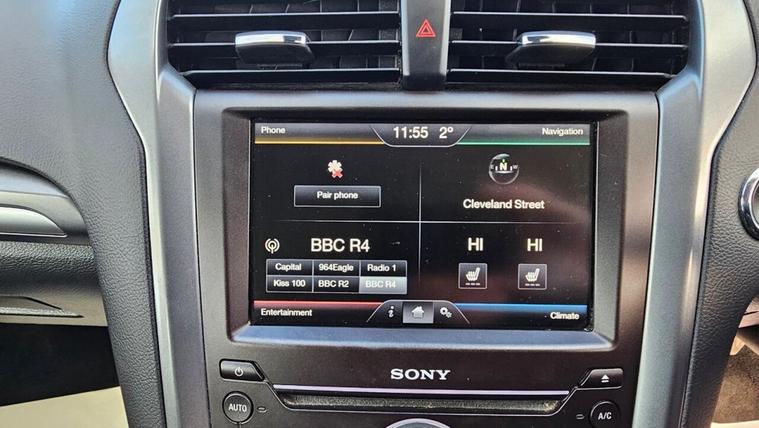 Phone
11:55 2°
Navigation
Pair phone
E N W
Cleveland Street
BBC R4
Capital 964Eagle Radio 1
Kiss 100 BBC R2 BBC R4
HI HI
Entertainment
i
Climate
SONY
AUTO
A/C